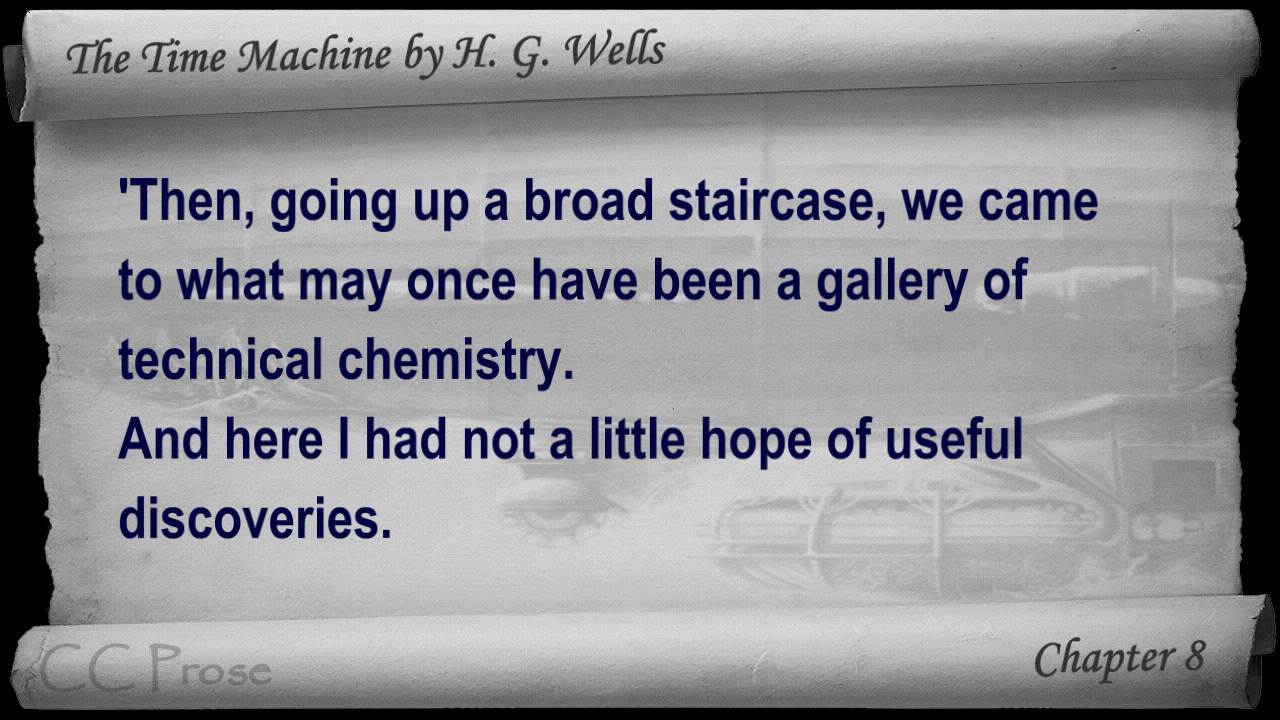 The Time Machine by H. G. Wells
'Then, going up a broad staircase, we came
to what may once have been a gallery of
technical chemistry.
And here I had not a little hope of useful
discoveries.
CC Prose
Chapter 8